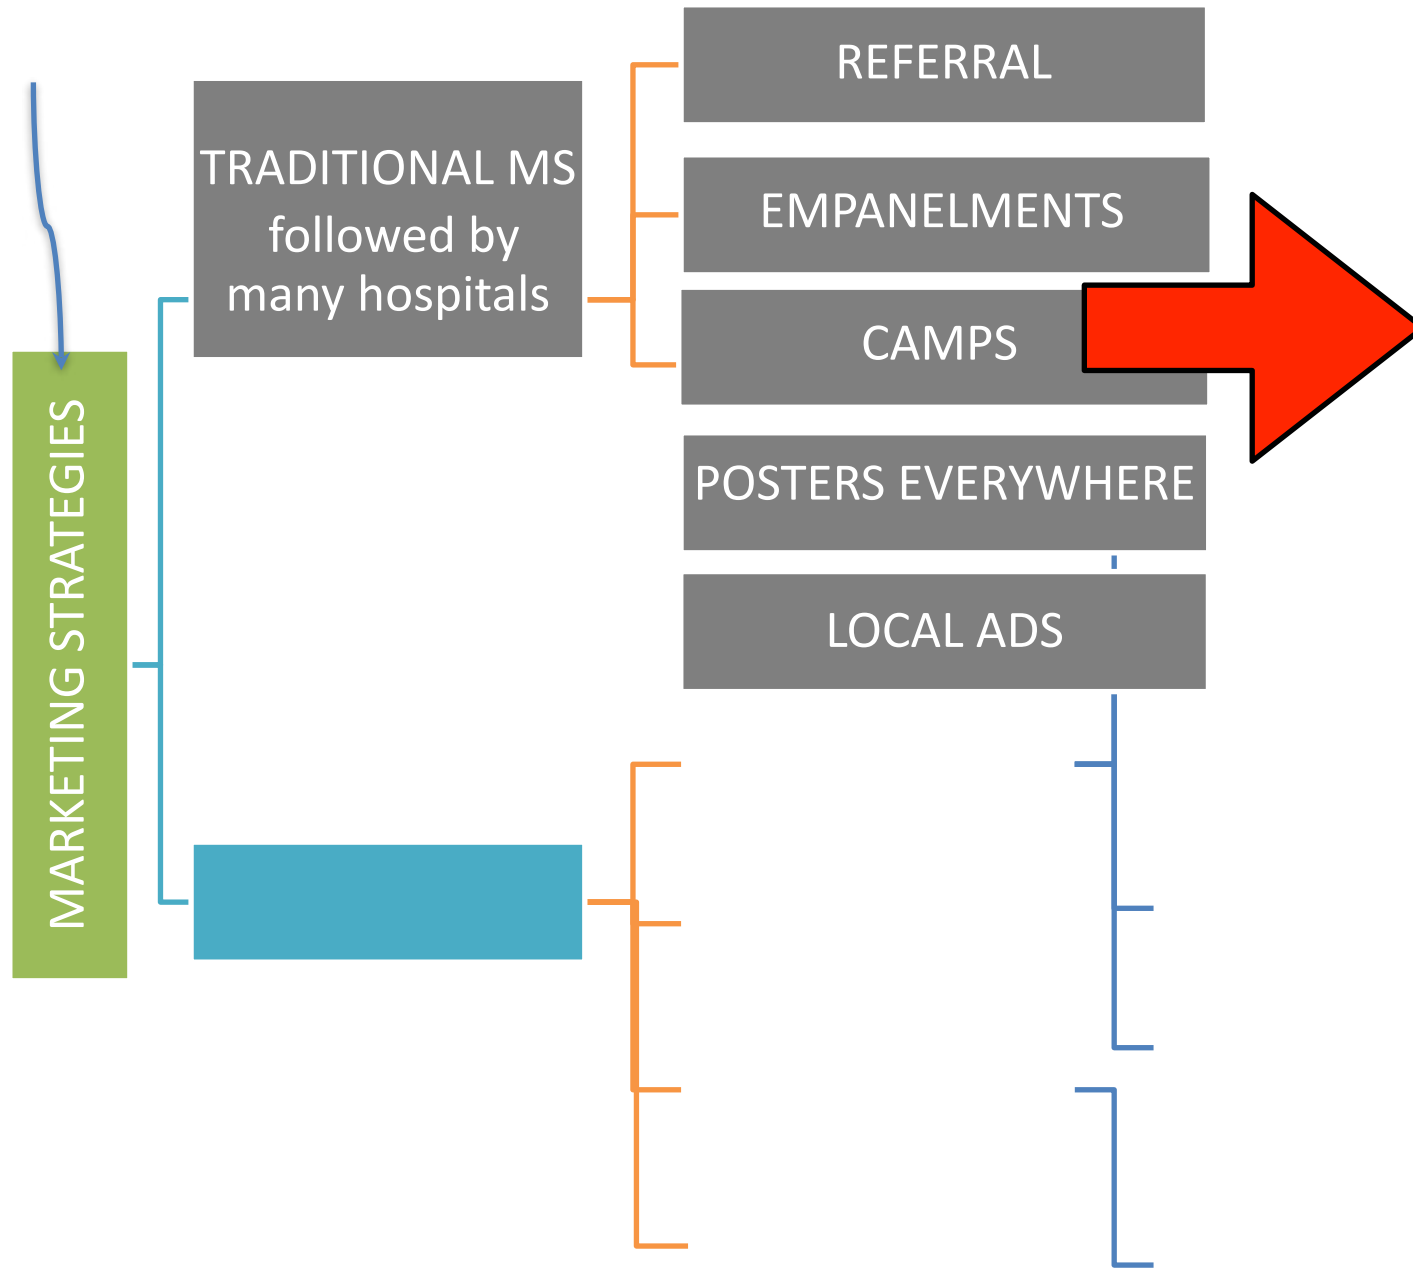 MARKETING STRATEGIES
TRADITIONAL MS
followed by
many hospitals
REFERRAL
EMPANELMENTS
CAMPS
POSTERS EVERYWHERE
LOCAL ADS